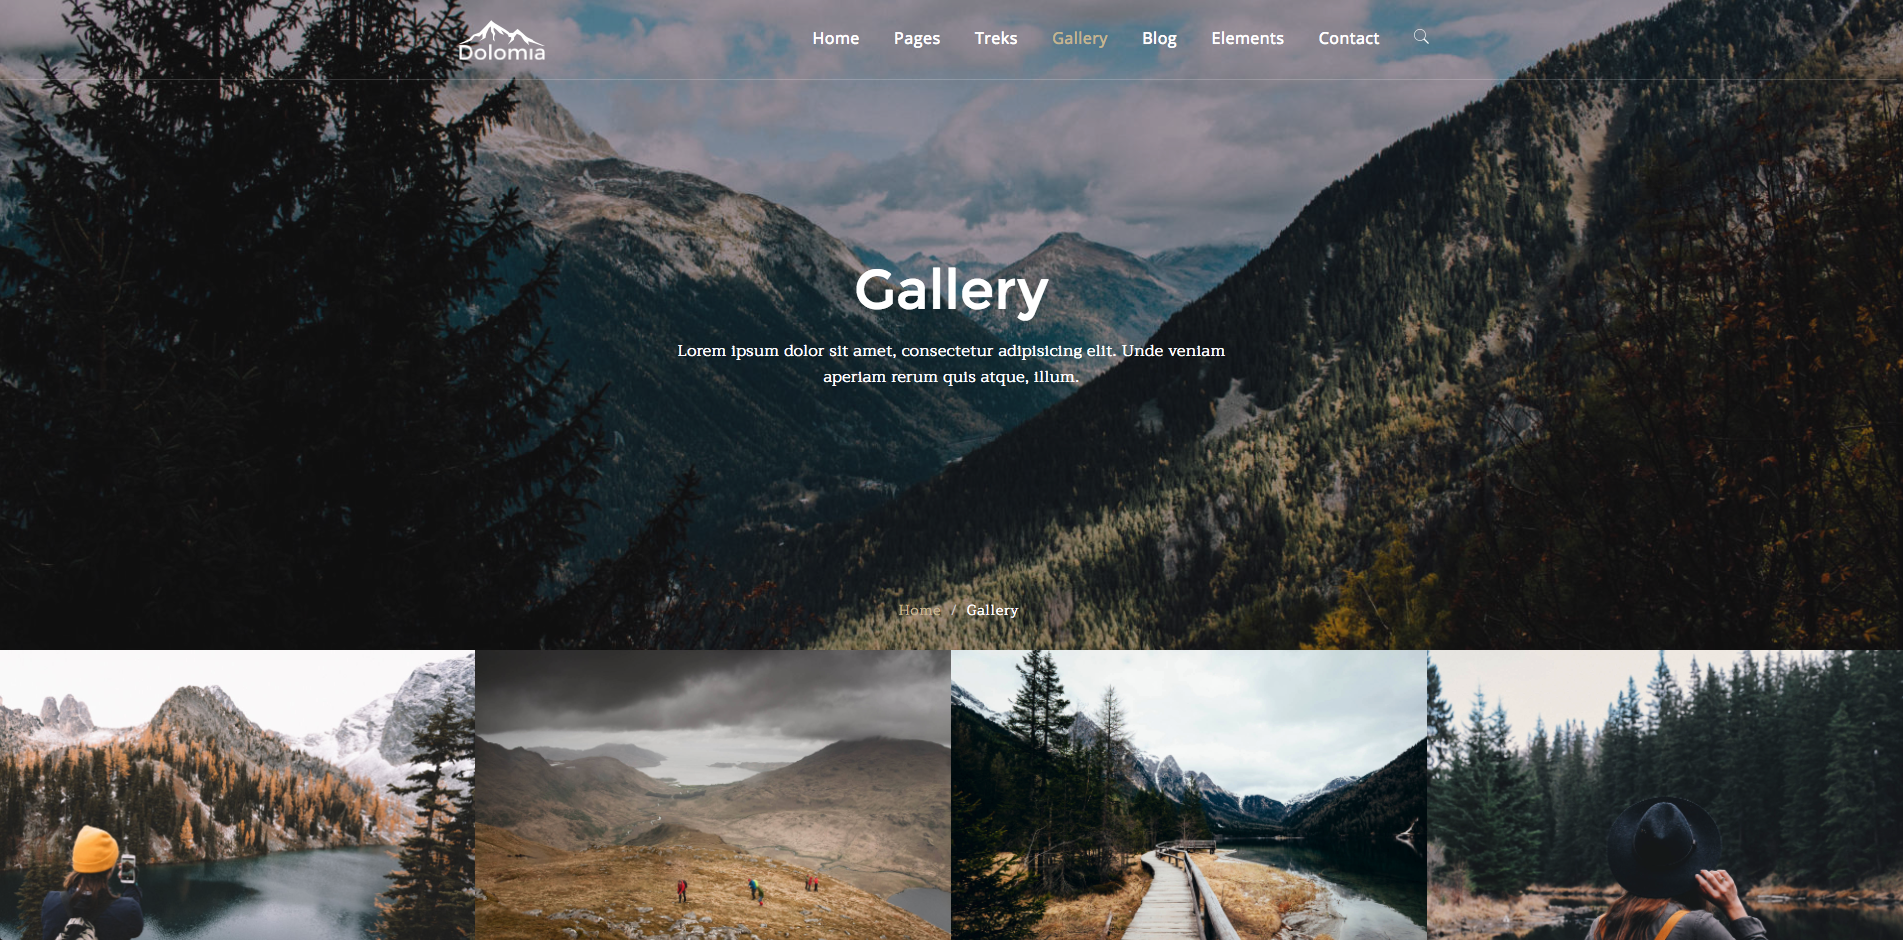 Dolomia
Home Pages Treks Gallery Blog Elements Contact
Gallery
Lorem ipsum dolor sit amet, consectetur adipisicing elit. Unde veniam
aperiam rerum quis atque, illum.
Home / Gallery